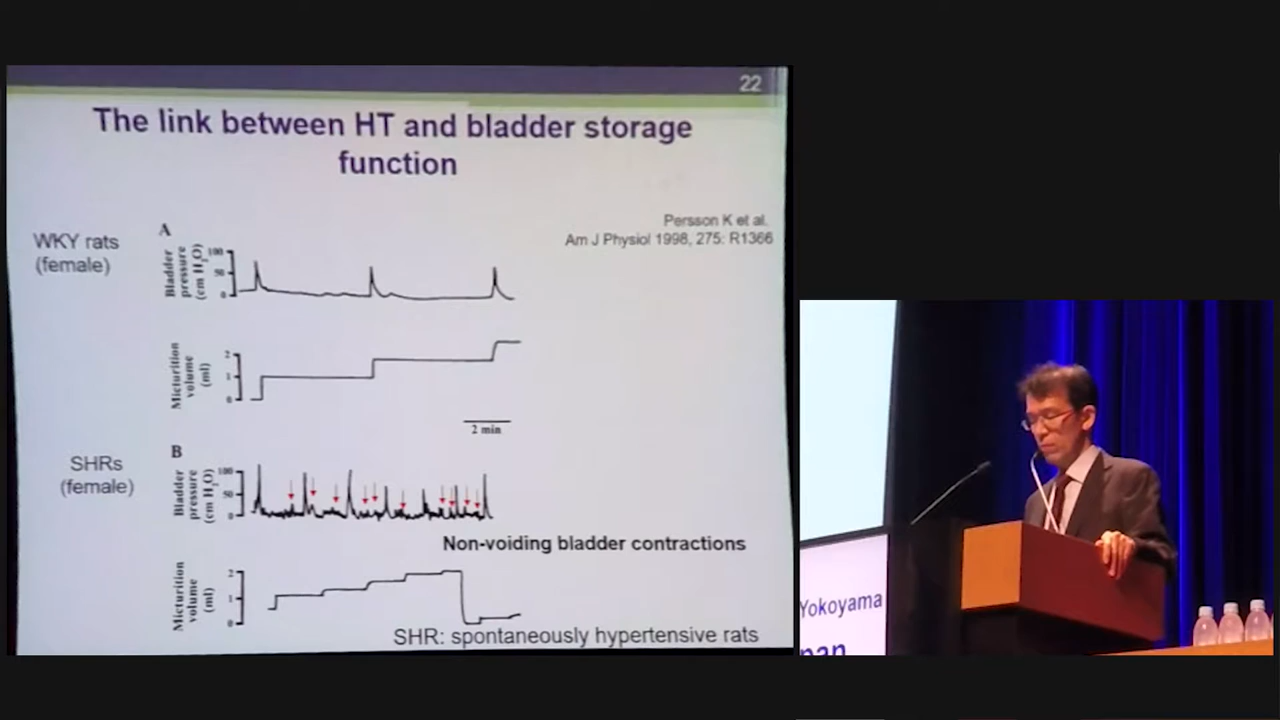 22
The link between HT and bladder storage
function
Persson K et al.
Am J Physiol 1998, 275: R1366
WKY rats
(female)
A
Bladder
pressure
(cm H2O)
100
50
0
Micturition
volume
(ml)
2
1
0
2 min
SHRs
(female)
B
Bladder
pressure
(cm H2O)
100
50
0
Non-voiding bladder contractions
Micturition
volume
(ml)
2
1
0
SHR: spontaneously hypertensive rats
Yokoyama
pan